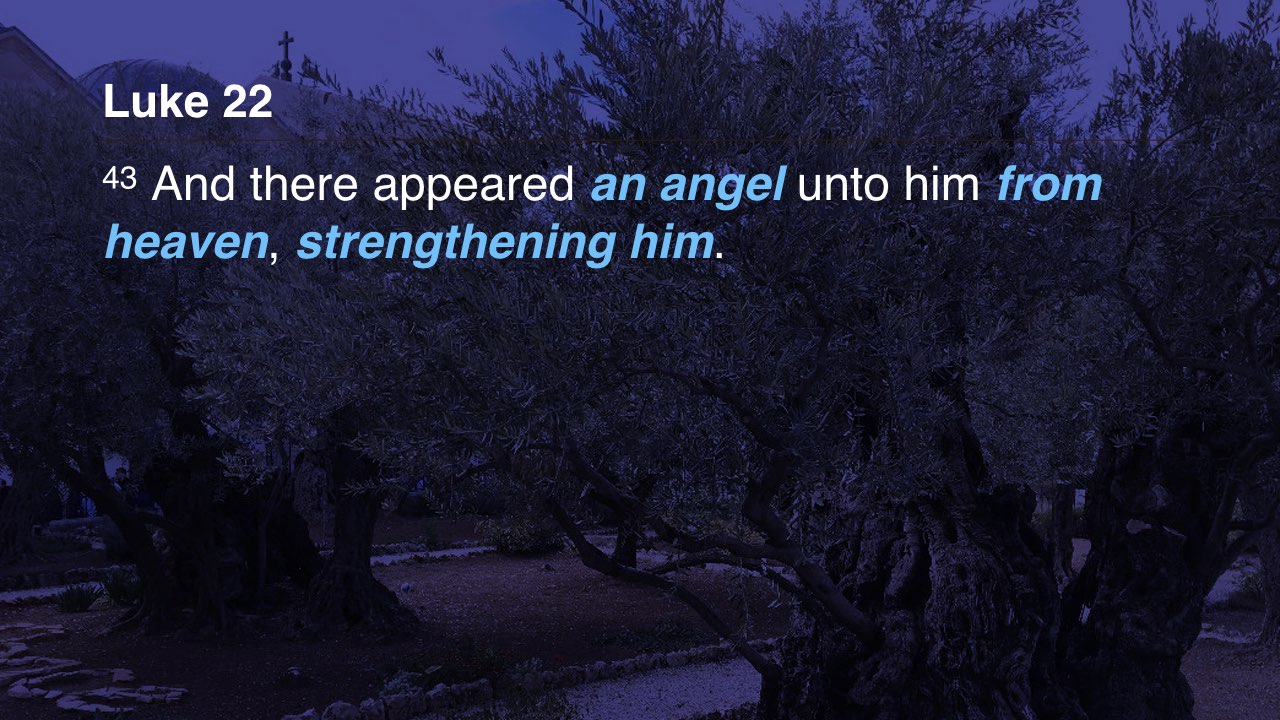 Luke 22
43 And there appeared an angel unto him from
heaven, strengthening him.